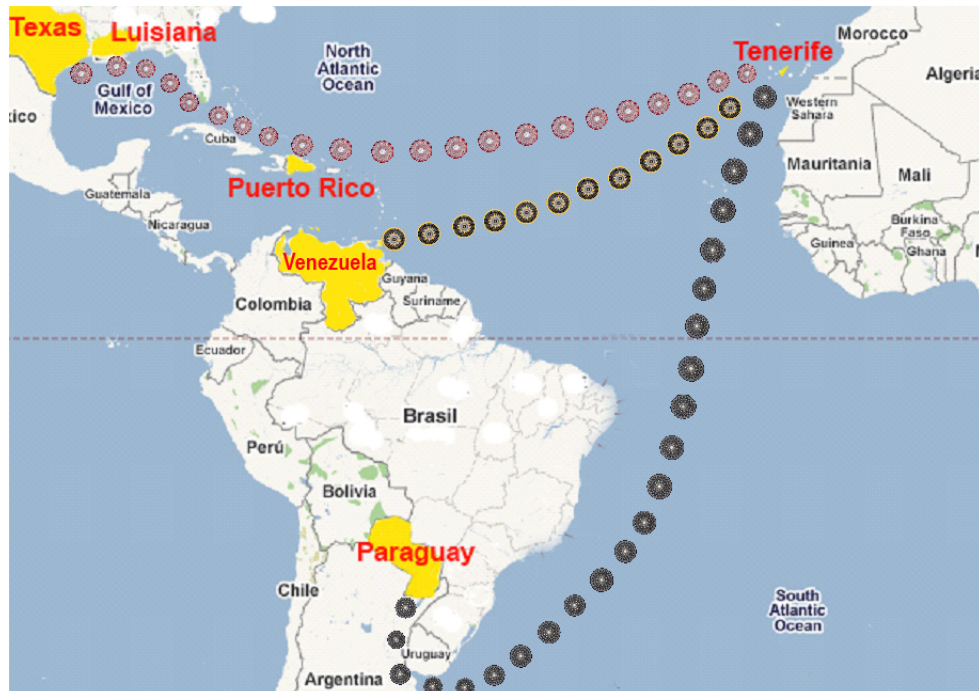 Texas
Luisiana
North
Atlantic
Ocean
Tenerife
Morocco
Algeria
Gulf of
Mexico
xico
Cuba
Western
Sahara
Mauritania
Mali
Puerto Rico
Guatemala
Nicaragua
Burkina
Faso
Guinea
Ghana
N
Venezuela
Guyana
Suriname
Colombia
Ecuador
Brasil
Perú
Bolivia
Paraguay
Chile
South
Atlantic
Ocean
Uruguay
Argentina